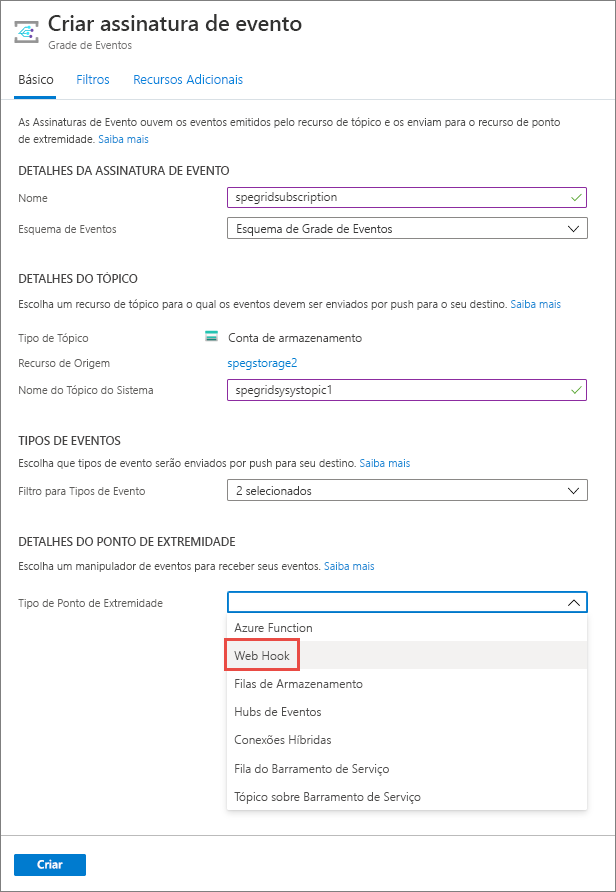 Criar assinatura de evento
Grade de Eventos
Básico Filtros Recursos Adicionais
As Assinaturas de Evento ouvem os eventos emitidos pelo recurso de tópico e os enviam para o recurso de ponto
de extremidade. Saiba mais
DETALHES DA ASSINATURA DE EVENTO
Nome spegridsubscription
Esquema de Eventos Esquema de Grade de Eventos
DETALHES DO TÓPICO
Escolha um recurso de tópico para o qual os eventos devem ser enviados por push para o seu destino. Saiba mais
Tipo de Tópico Conta de armazenamento
Recurso de Origem spegstorage2
Nome do Tópico do Sistema spegridsysystopic1
TIPOS DE EVENTOS
Escolha que tipos de evento serão enviados por push para seu destino. Saiba mais
Filtro para Tipos de Evento 2 selecionados
DETALHES DO PONTO DE EXTREMIDADE
Escolha um manipulador de eventos para receber seus eventos. Saiba mais
Tipo de Ponto de Extremidade
Azure Function
Web Hook
Filas de Armazenamento
Hubs de Eventos
Conexões Híbridas
Fila do Barramento de Serviço
Tópico sobre Barramento de Serviço
Criar